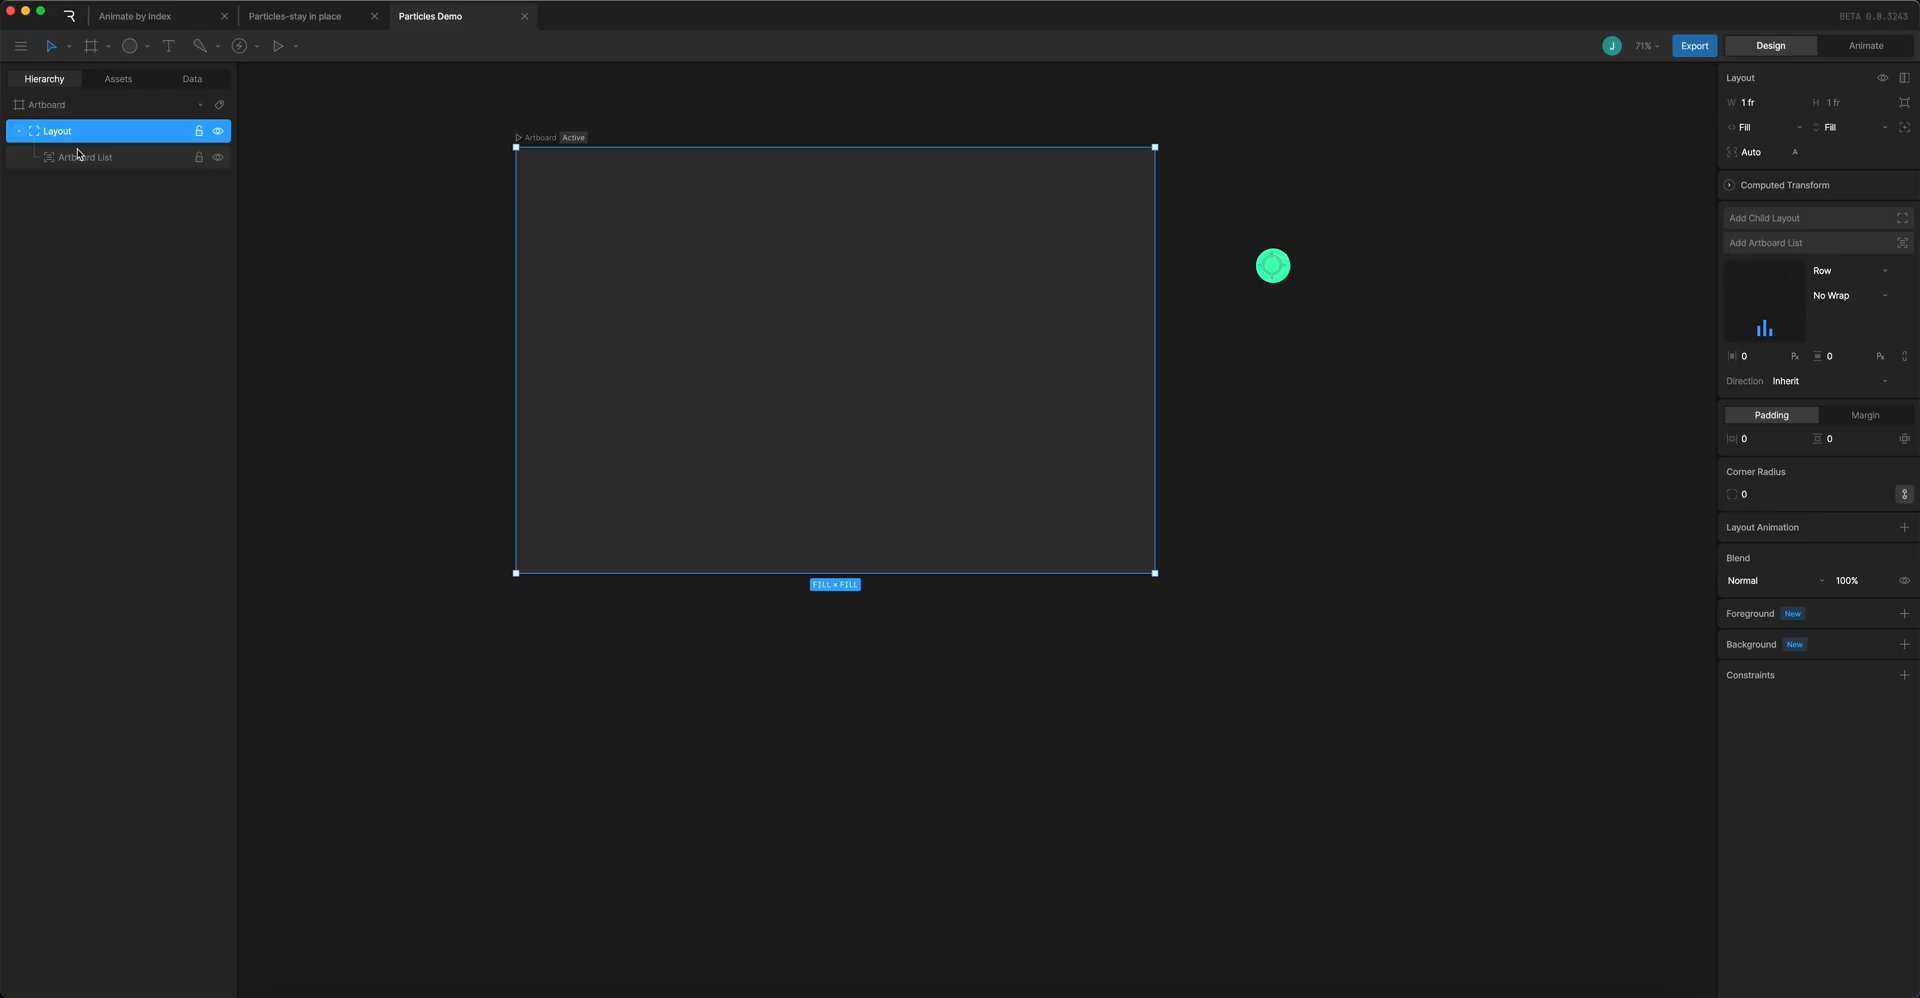 Animate by Index
Particles-stay in place
Particles Demo
BETA 0.8.3243
J
71%
Export
Design
Animate
Hierarchy
Assets
Data
Artboard
Layout
Artboard List
Artboard Active
FILL × FILL
Layout
W 1 fr
H 1 fr
Fill
Fill
Auto
A
Computed Transform
Add Child Layout
Add Artboard List
Row
No Wrap
0 Px
0 Px
Direction Inherit
Padding
Margin
0
0
Corner Radius
0
Layout Animation
Blend
Normal
100%
Foreground New
Background New
Constraints